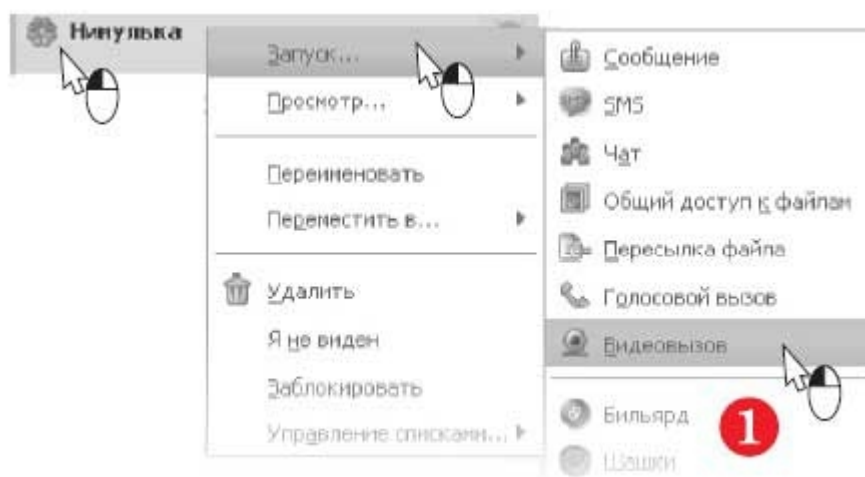 Нинулька
Запуск...
Просмотр...
Переименовать
Переместить в...
Удалить
Я не виден
Заблокировать
Управление списками...
Сообщение
SMS
Чат
Общий доступ к файлам
Пересылка файла
Голосовой вызов
Видеовызов
Бильярд
Шашки
1